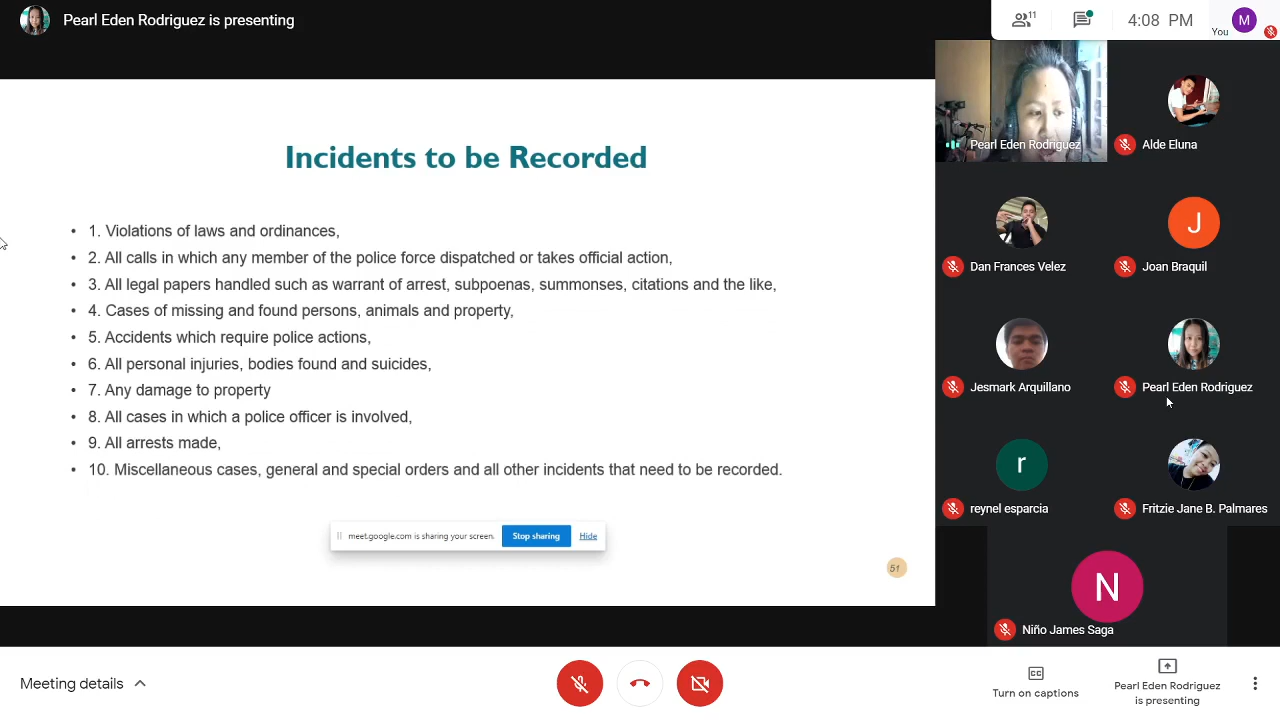 Pearl Eden Rodriguez is presenting
11
4:08 PM
You
M
Incidents to be Recorded
• 1. Violations of laws and ordinances,
• 2. All calls in which any member of the police force dispatched or takes official action,
• 3. All legal papers handled such as warrant of arrest, subpoenas, summonses, citations and the like,
• 4. Cases of missing and found persons, animals and property,
• 5. Accidents which require police actions,
• 6. All personal injuries, bodies found and suicides,
• 7. Any damage to property
• 8. All cases in which a police officer is involved,
• 9. All arrests made,
• 10. Miscellaneous cases, general and special orders and all other incidents that need to be recorded.
meet.google.com is sharing your screen.
Stop sharing
Hide
51
Pearl Eden Rodriguez
Alde Eluna
Dan Frances Velez
J
Joan Braquil
Jesmark Arquillano
Pearl Eden Rodriguez
r
reynel esparcia
Fritzie Jane B. Palmares
N
Niño James Saga
Meeting details
CC
Turn on captions
Pearl Eden Rodriguez
is presenting